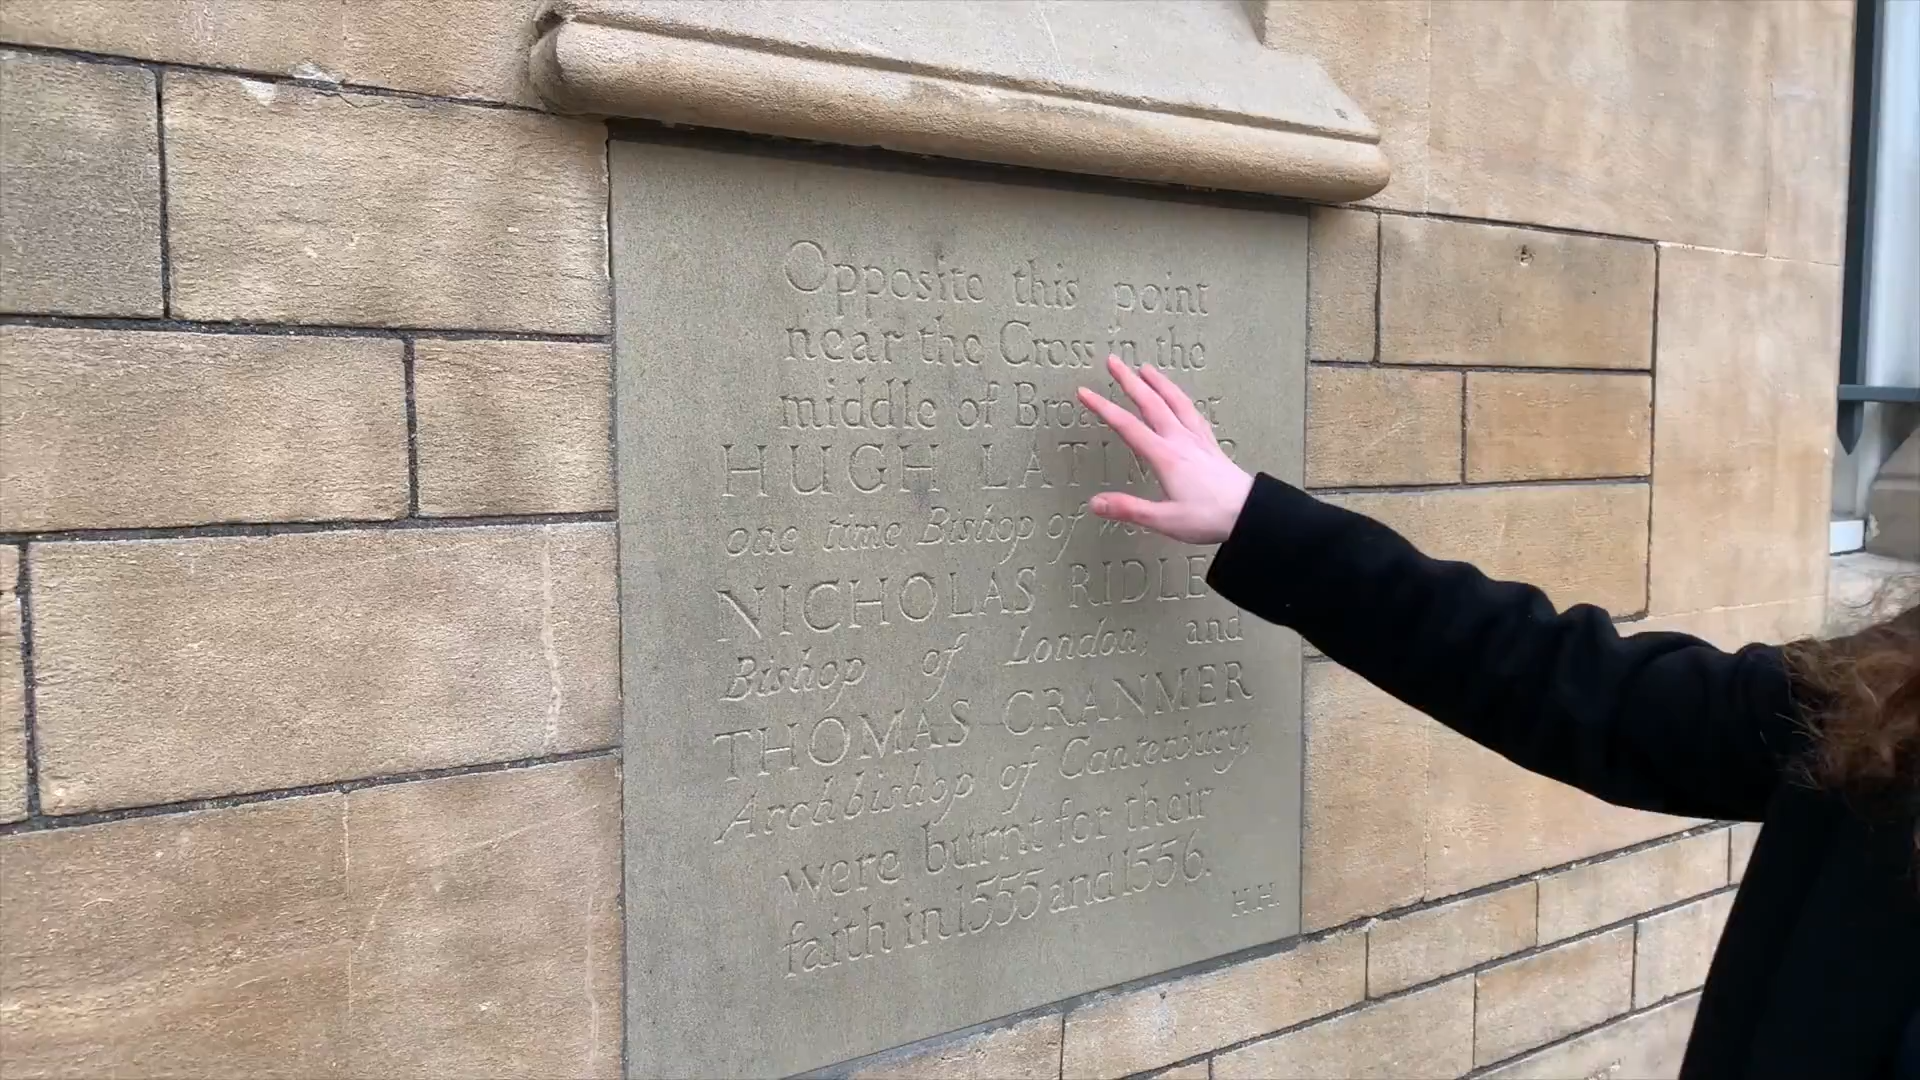 Opposite this point
near the Cross in the
middle of
HUGH
one time Bishop of
NICHOLAS RIDLEY
Bishop of London, and
THOMAS CRANMER
Archbishop of Canterbury,
were burnt for their
faith in 1555 and 1556.
H.H.